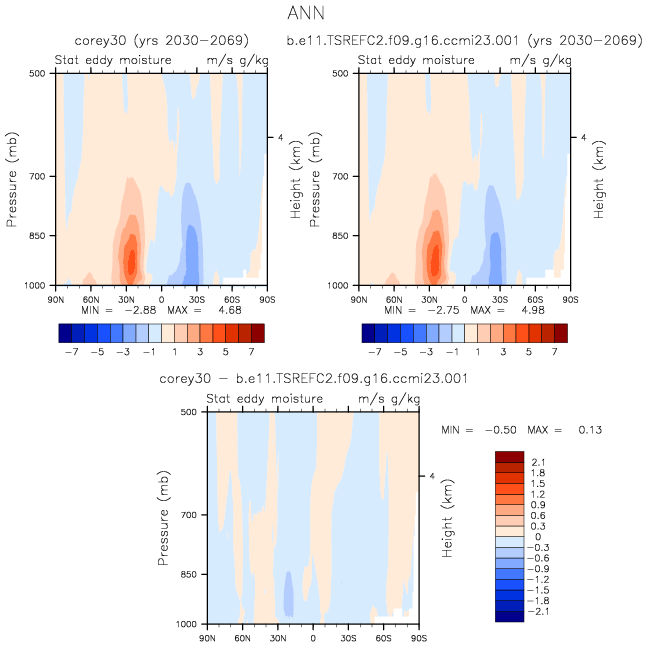 ANN
corey30 (yrs 2030-2069) b.e11.TSREFC2.f09.g16.ccmi23.001 (yrs 2030-2069)
Stat eddy moisture m/s g/kg Stat eddy moisture m/s g/kg
500 500
4 4
700 700
850 850
1000 1000
Pressure (mb) Height (km) Pressure (mb) Height (km)
90N 60N 30N 0 30S 60S 90S 90N 60N 30N 0 30S 60S 90S
MIN = -2.88 MAX = 4.68 MIN = -2.75 MAX = 4.98
-7 -5 -3 -1 1 3 5 7 -7 -5 -3 -1 1 3 5 7
corey30 - b.e11.TSREFC2.f09.g16.ccmi23.001
Stat eddy moisture m/s g/kg
500
4
700
850
1000
Pressure (mb) Height (km)
90N 60N 30N 0 30S 60S 90S
MIN = -0.50 MAX = 0.13
2.1
1.8
1.5
1.2
0.9
0.6
0.3
0
-0.3
-0.6
-0.9
-1.2
-1.5
-1.8
-2.1